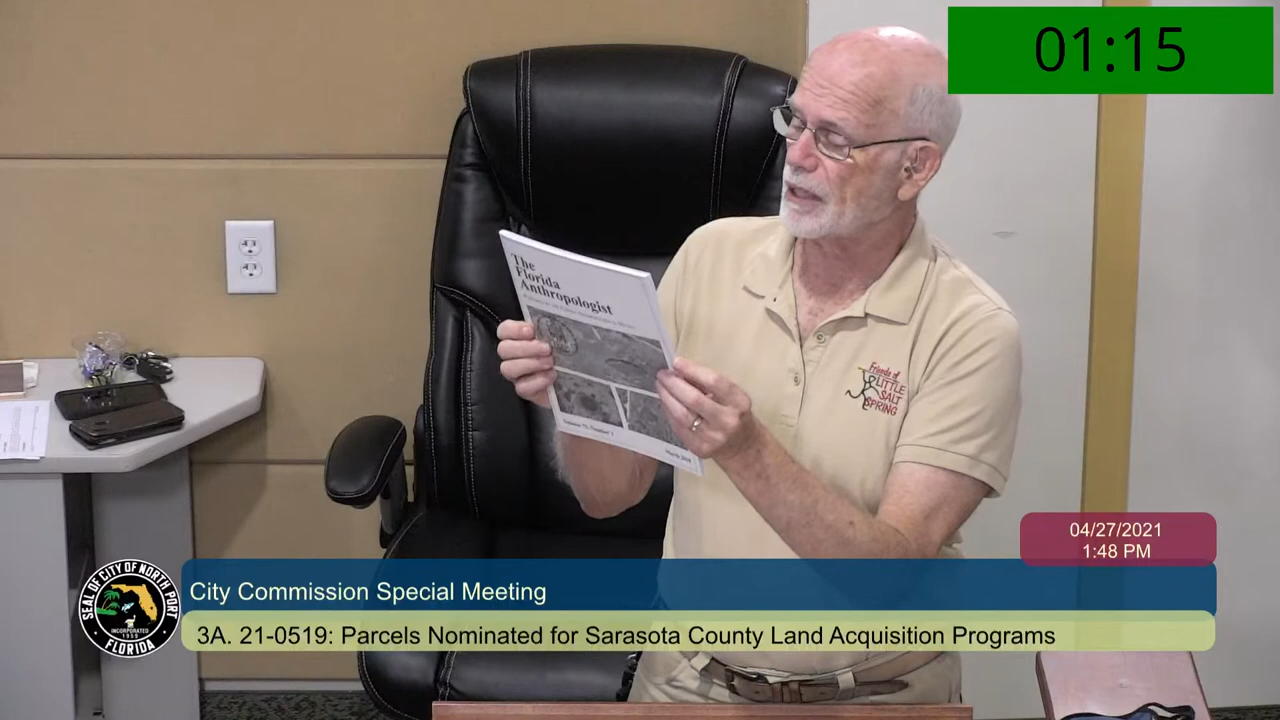 01:15
The
Florida
Anthropologist
Friends of
LITTLE
SALT
SPRING
04/27/2021
1:48 PM
SEAL OF CITY OF NORTH PORT
INCORPORATED
1959
FLORIDA
City Commission Special Meeting
3A. 21-0519: Parcels Nominated for Sarasota County Land Acquisition Programs